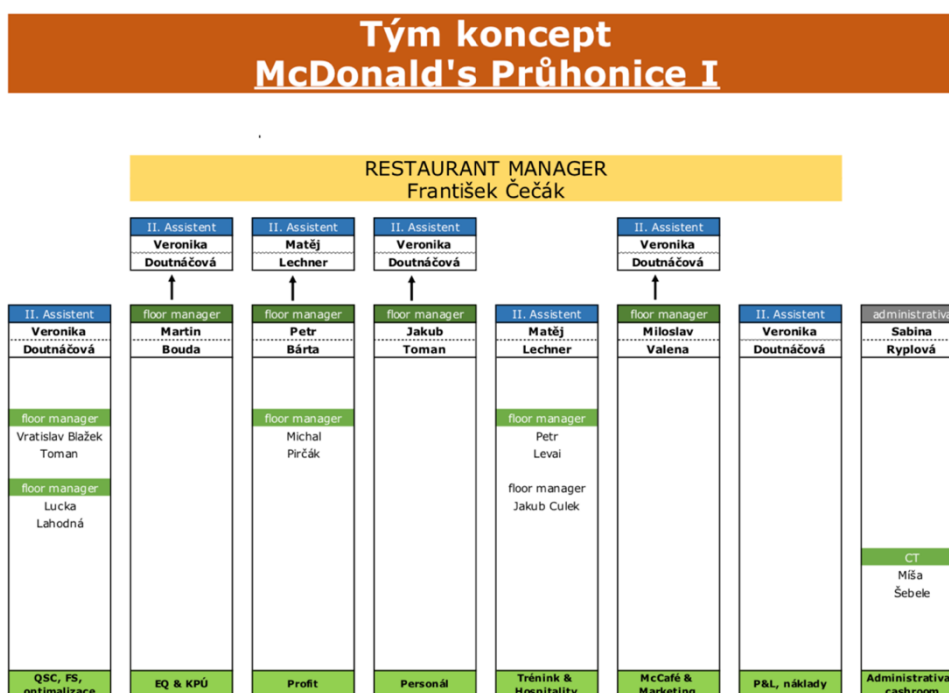 Tým koncept
McDonald's Průhonice I
RESTAURANT MANAGER
František Čečák
II. Assistent
Veronika
Doutnáčová
II. Assistent
Matěj
Lechner
II. Assistent
Veronika
Doutnáčová
II. Assistent
Veronika
Doutnáčová
II. Assistent
Veronika
Doutnáčová
floor manager
Vratislav Blažek
Toman
floor manager
Lucka
Lahodná
QSC, FS,
optimalizace
floor manager
Martin
Bouda
EQ & KPÚ
floor manager
Petr
Bárta
floor manager
Michal
Pirčák
Profit
floor manager
Jakub
Toman
Personál
II. Assistent
Matěj
Lechner
floor manager
Petr
Levai
floor manager
Jakub Culek
Trénink &
Hospitality
floor manager
Miloslav
Valena
McCafé &
Marketing
II. Assistent
Veronika
Doutnáčová
P&L, náklady
administrativa
Sabina
Ryplová
CT
Míša
Šebele
cashroom